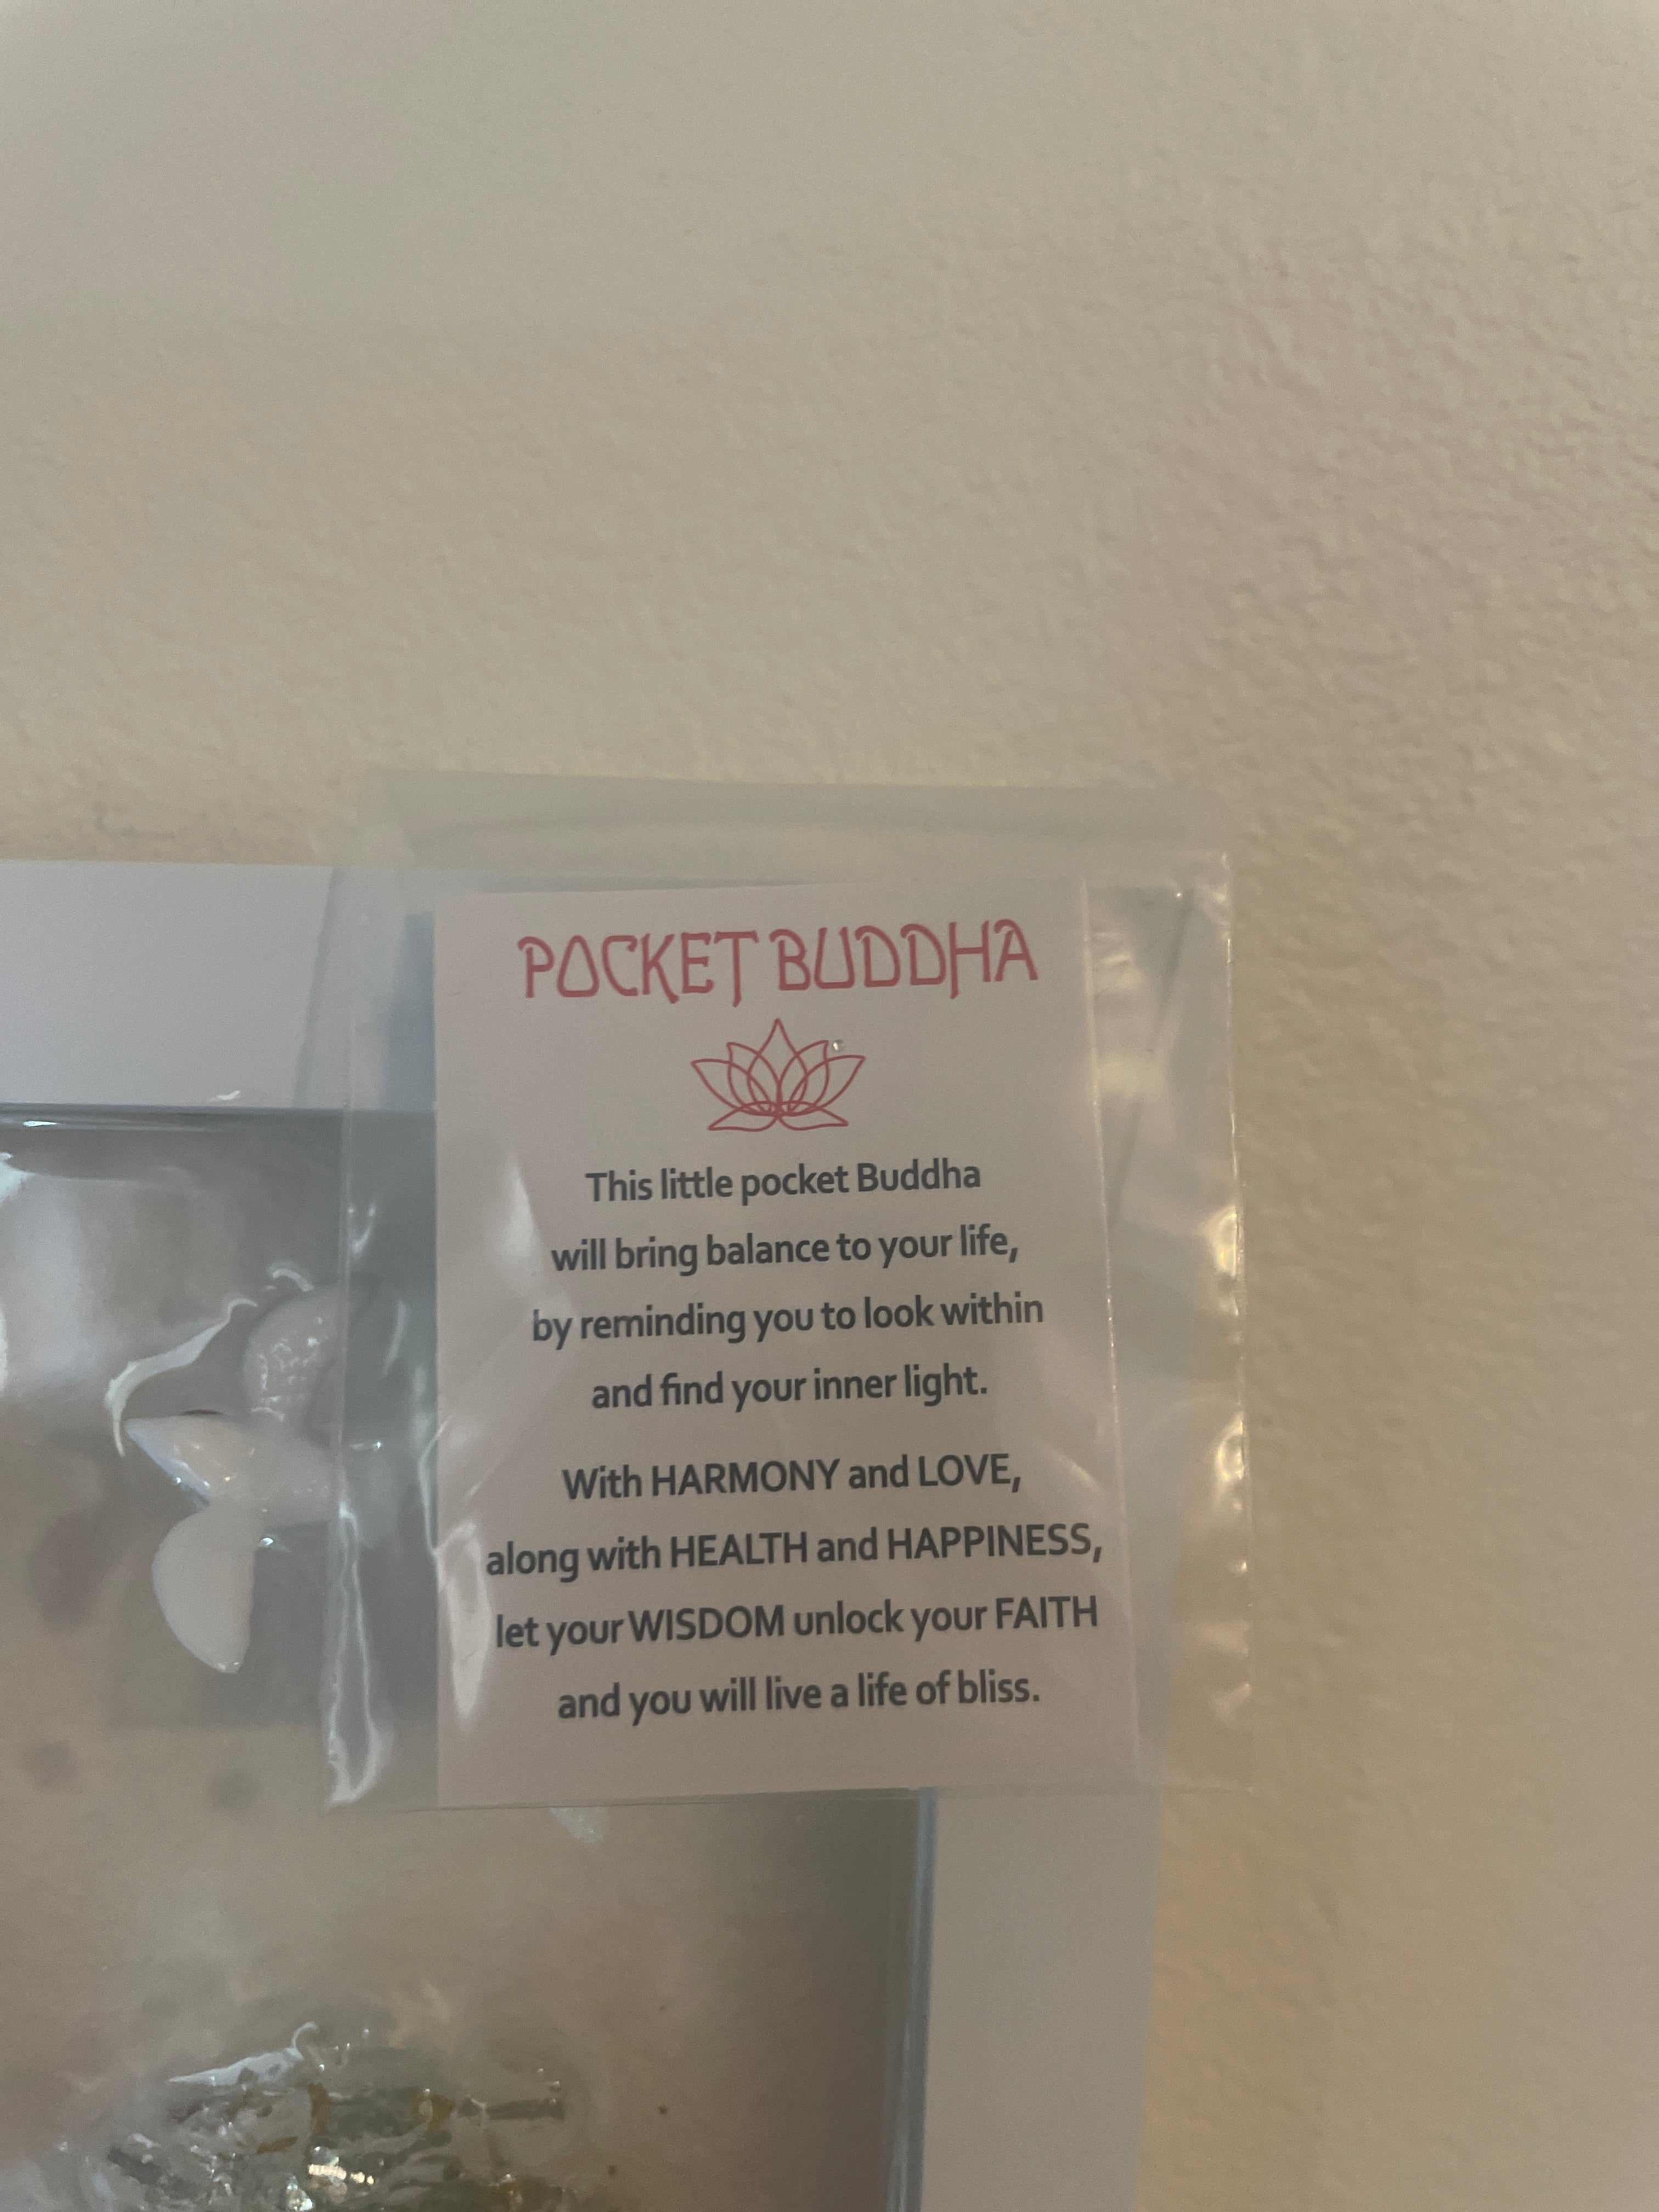 POCKET BUDDHA
This little pocket Buddha
will bring balance to your life,
by reminding you to look within
and find your inner light.
With HARMONY and LOVE,
along with HEALTH and HAPPINESS,
let your WISDOM unlock your FAITH
and you will live a life of bliss.